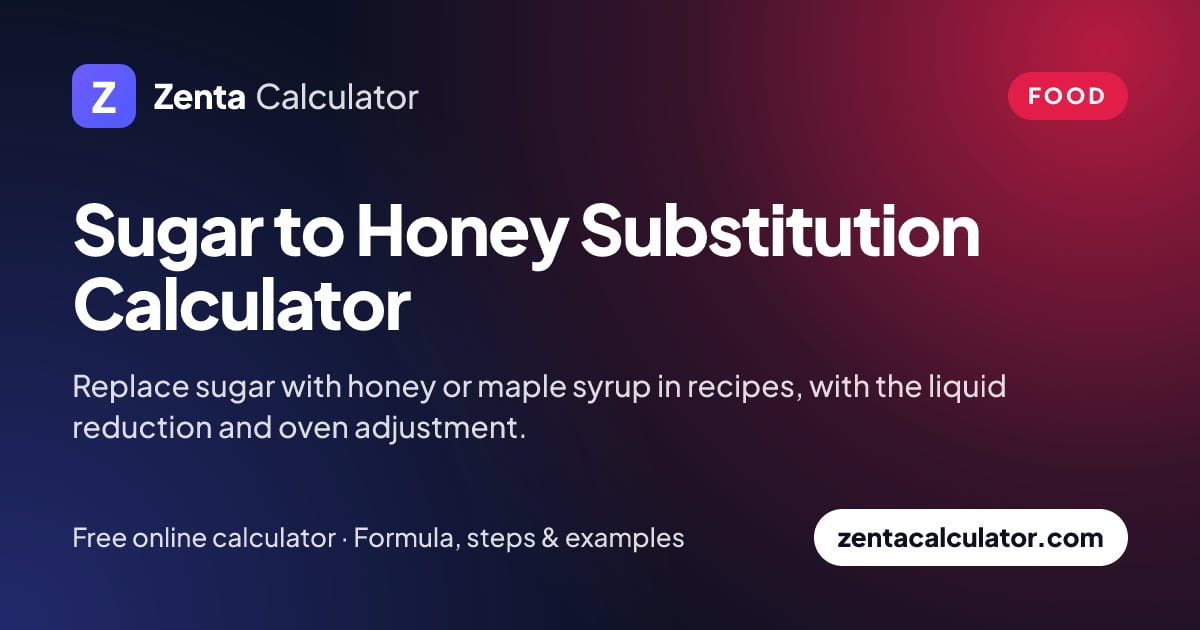 Z
Zenta Calculator
FOOD
Sugar to Honey Substitution
Calculator
Replace sugar with honey or maple syrup in recipes, with the liquid
reduction and oven adjustment.
Free online calculator · Formula, steps & examples
zentacalculator.com